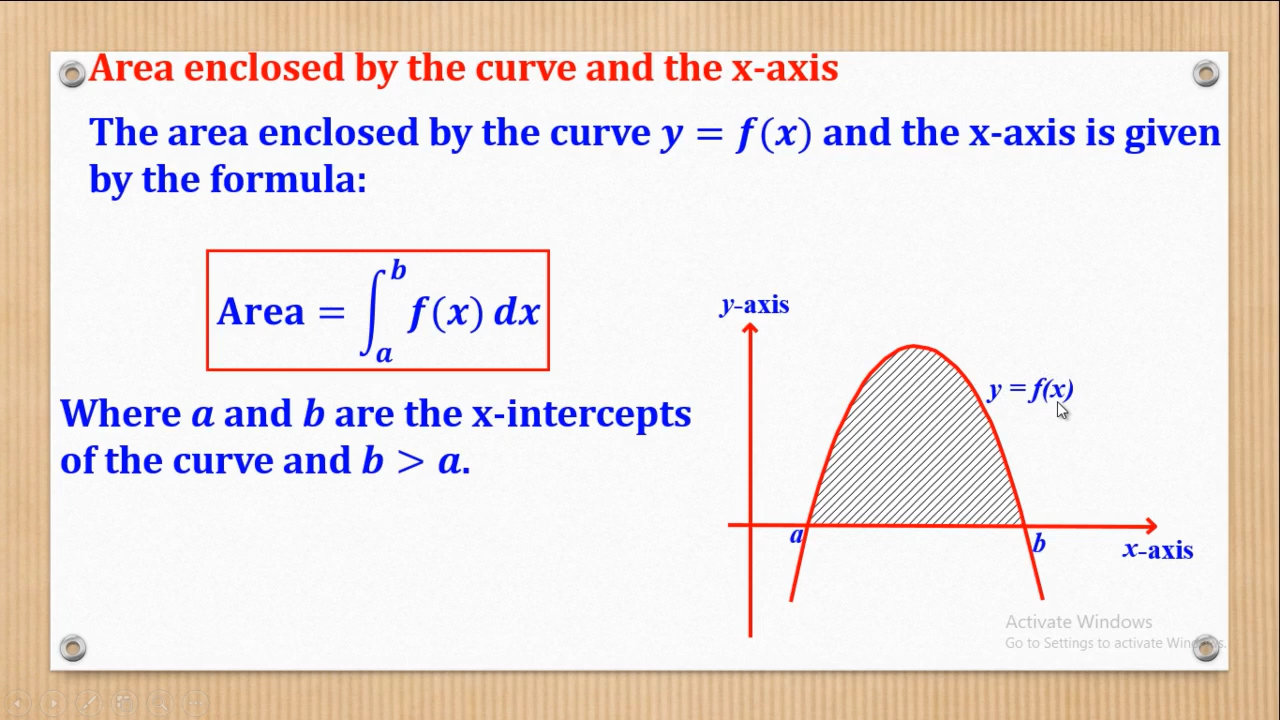 Area enclosed by the curve and the x-axis
The area enclosed by the curve y = f(x) and the x-axis is given
by the formula:
Area = ∫_a^b f(x) dx
Where a and b are the x-intercepts
of the curve and b > a.
y-axis
y = f(x)
a
b
x-axis
Activate Windows
Go to Settings to activate Windows.